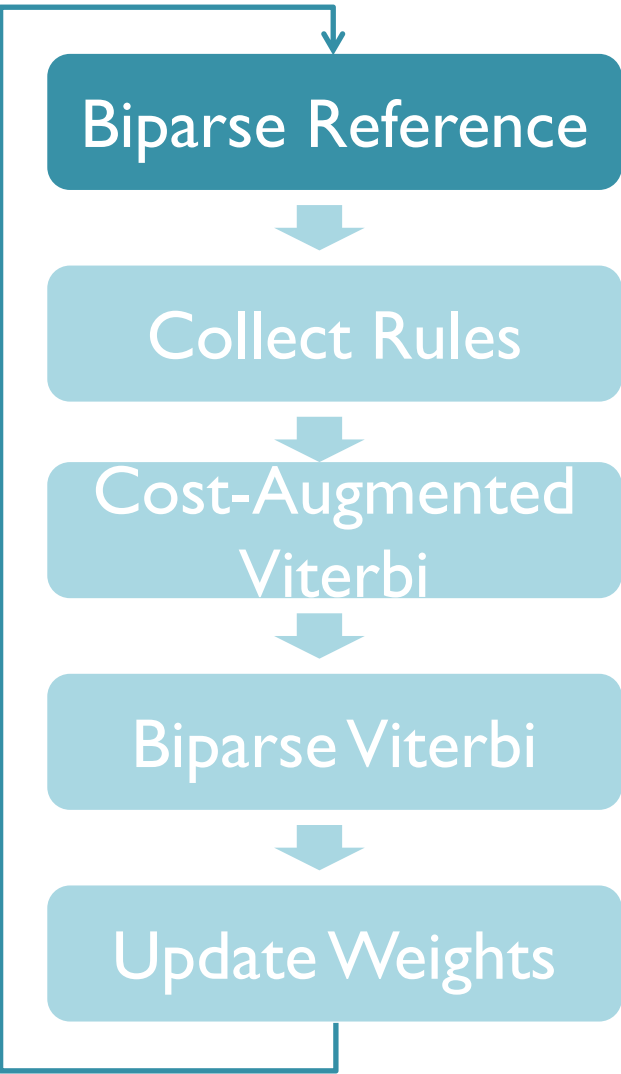 Biparse Reference
Collect Rules
Cost-Augmented
Viterbi
Biparse Viterbi
Update Weights